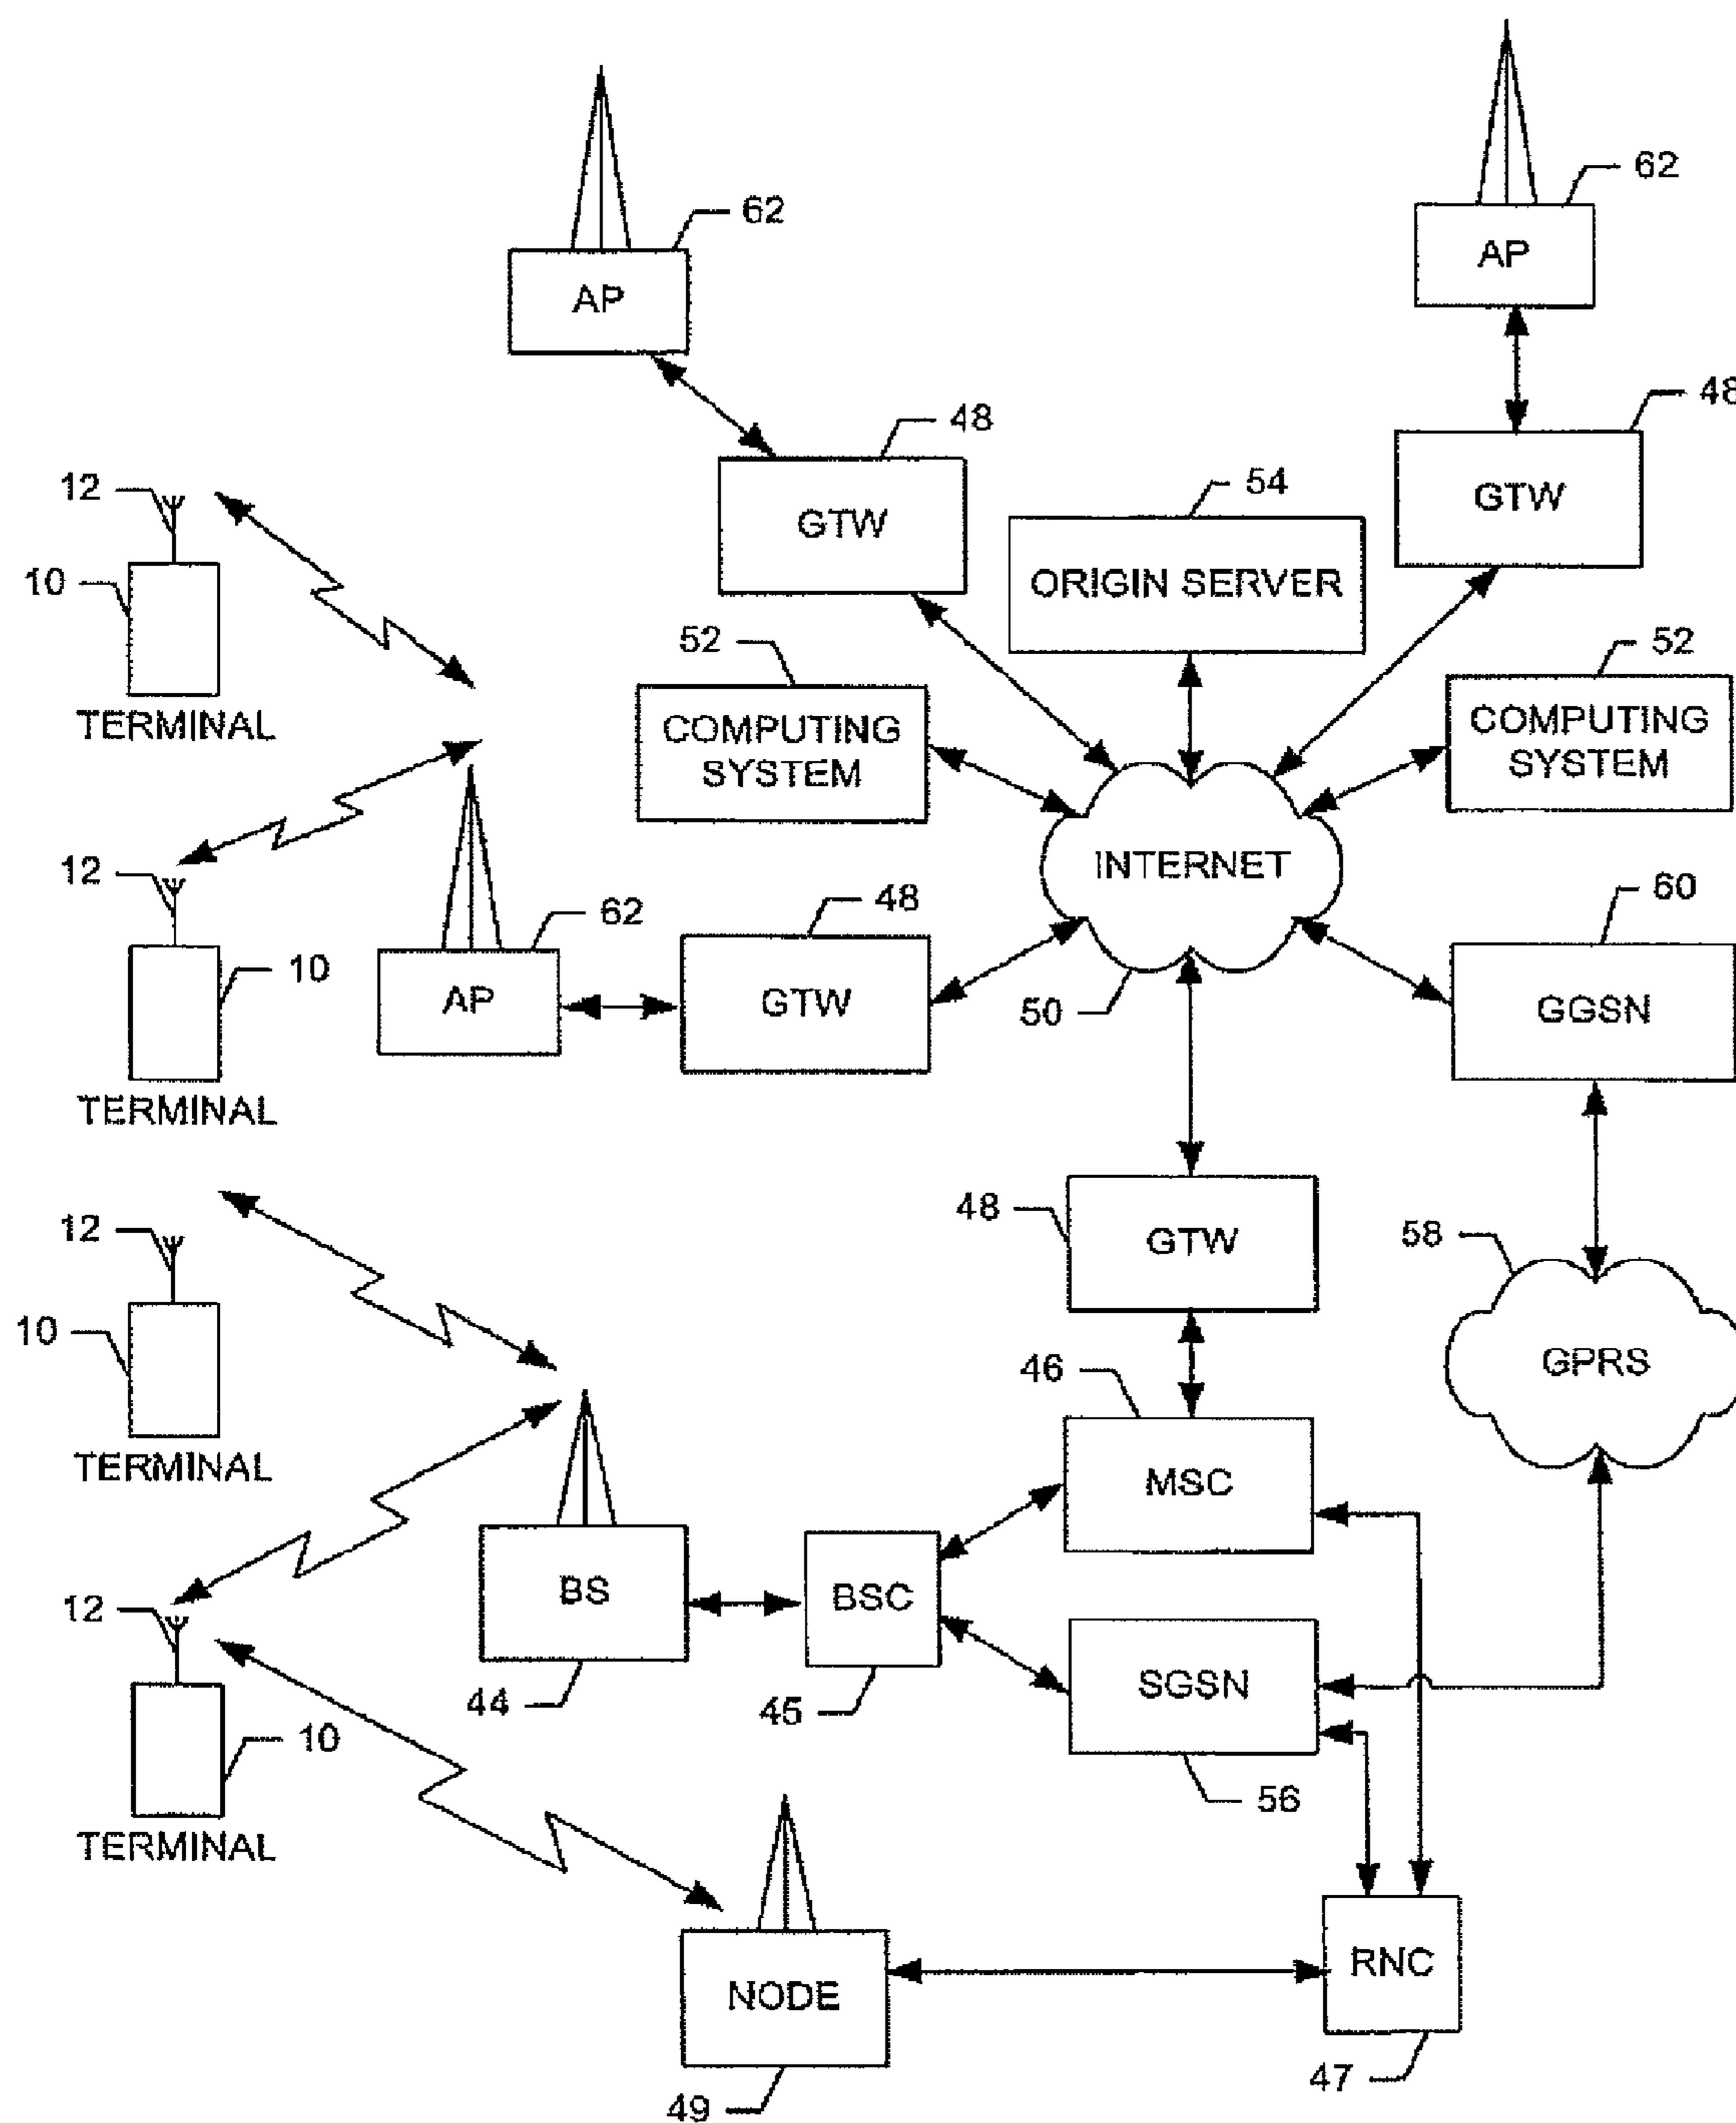 62
AP
62
AP
48
GTW
48
GTW
54
ORIGIN SERVER
12
10
TERMINAL
52
COMPUTING
SYSTEM
52
COMPUTING
SYSTEM
INTERNET
50
12
10
TERMINAL
62
AP
48
GTW
60
GGSN
12
10
TERMINAL
48
GTW
58
GPRS
46
MSC
BS
44
BSC
45
SGSN
56
12
10
TERMINAL
NODE
49
RNC
47